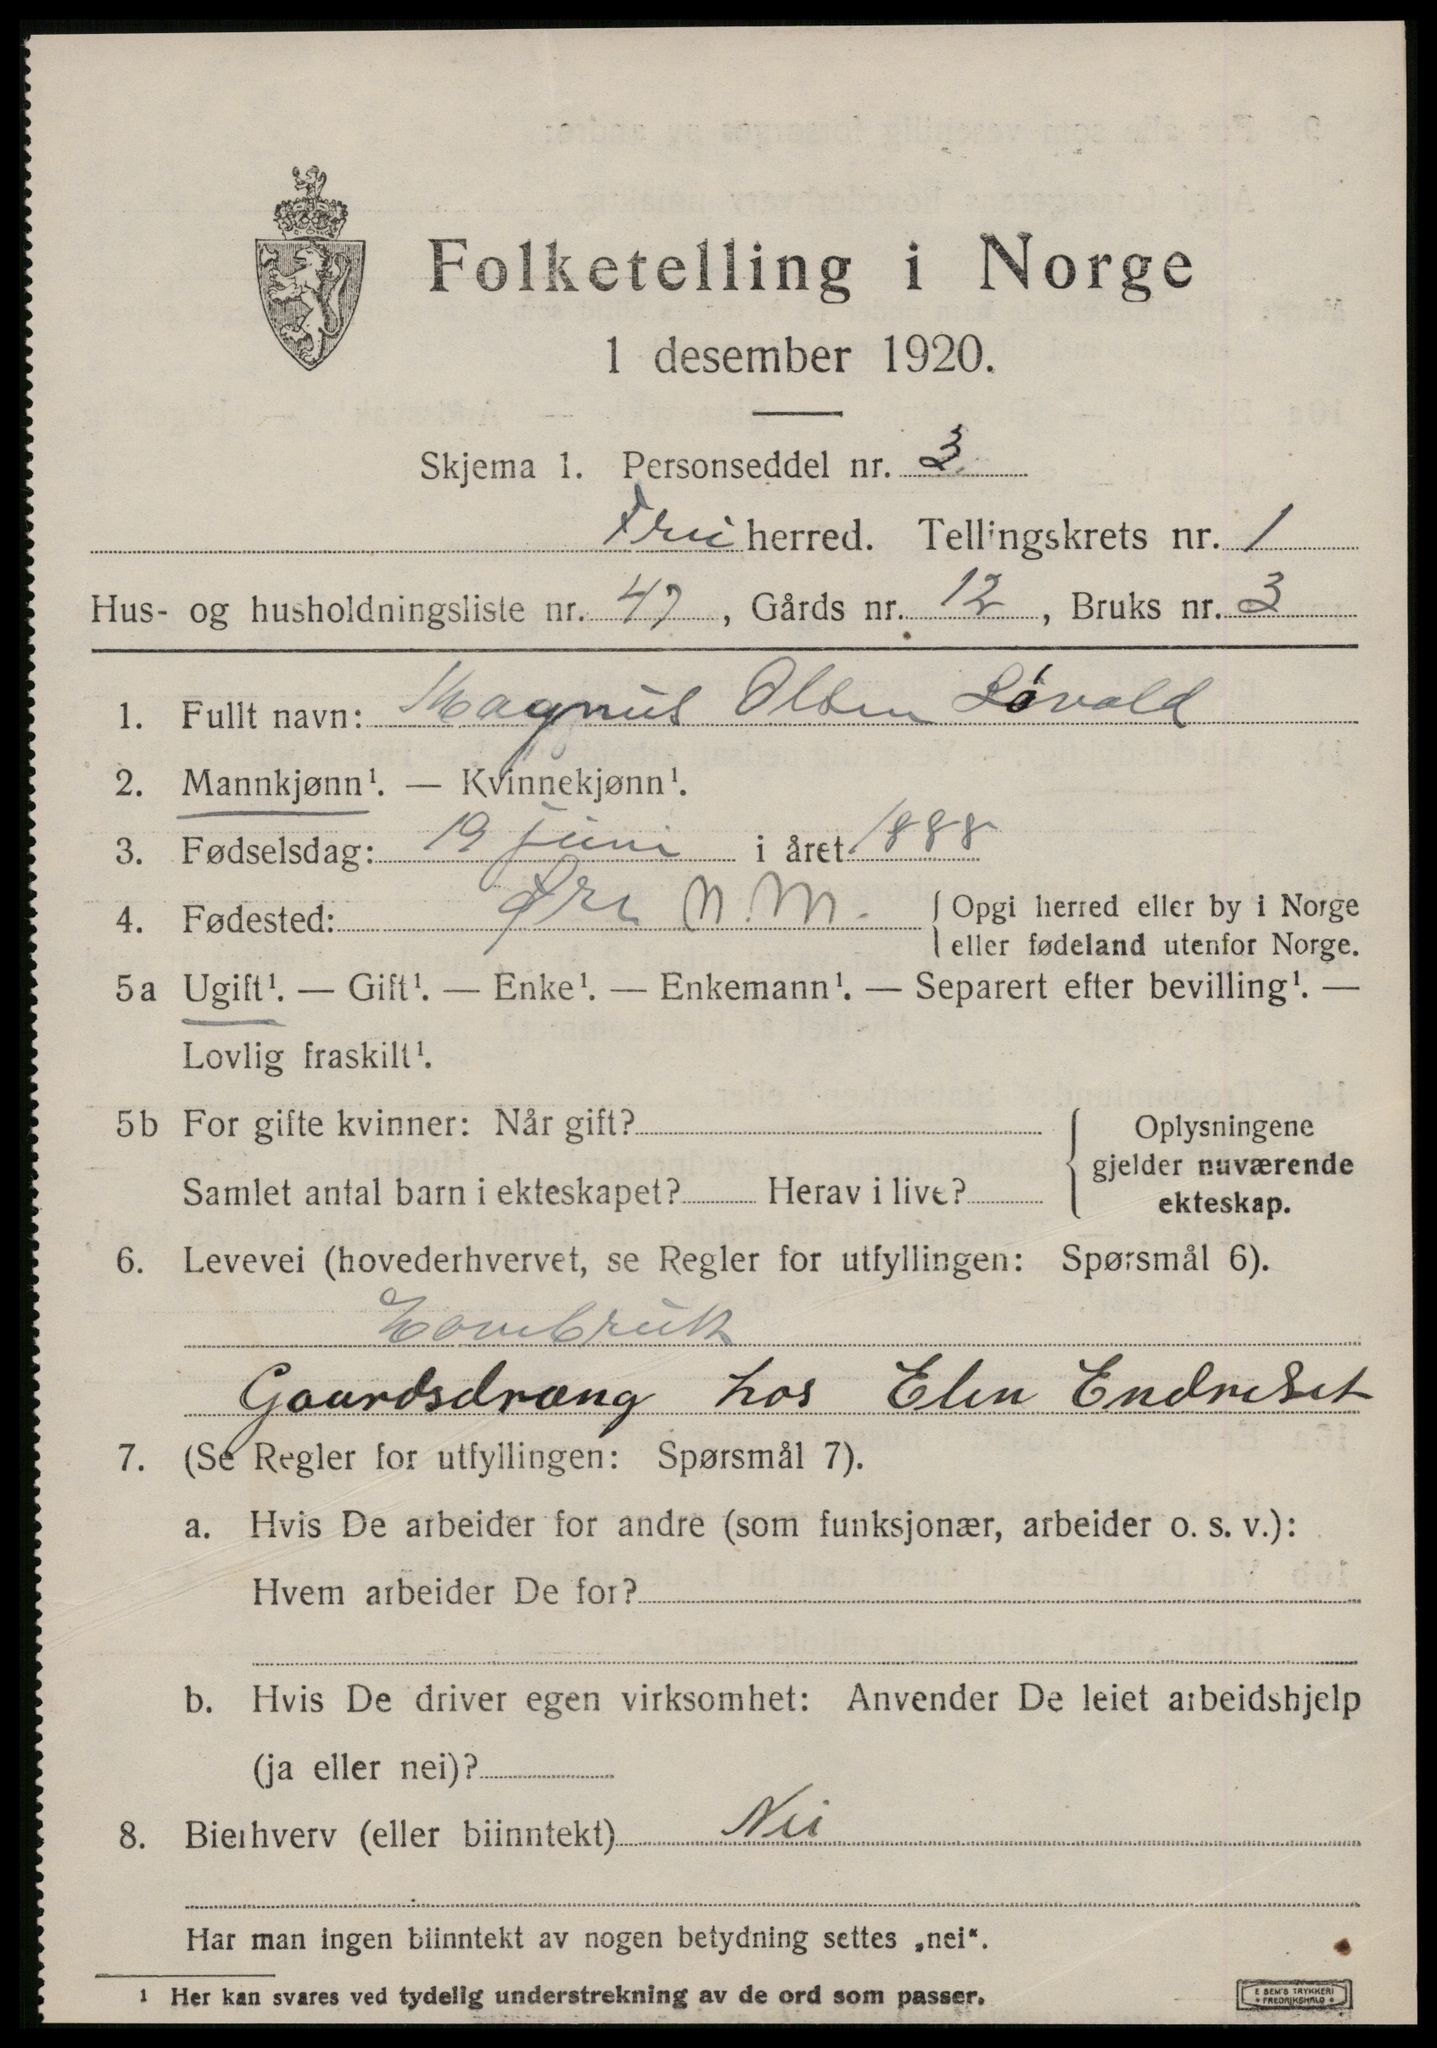 Folketelling i Norge
1 desember 1920.
Skjema 1. Personseddel nr. 3
Frei herred. Tellingskrets nr. 1
Hus- og husholdningsliste nr. 47, Gårds nr. 12, Bruks nr. 3
1. Fullt navn: Magnus Olsen Løvold
2. Mannkjønn¹. — Kvinnekjønn¹.
3. Fødselsdag: 19 juni i året 1888
4. Fødested: Øre N. M. Opgi herred eller by i Norge
eller fødeland utenfor Norge.
5a Ugift¹. — Gift¹. — Enke¹. — Enkemann¹. — Separert efter bevilling¹. —
Lovlig fraskilt¹.
5b For gifte kvinner: Når gift? Oplysningene
gjelder nuværende
Samlet antal barn i ekteskapet? Herav i live? ekteskap.
6. Levevei (hovederhvervet, se Regler for utfyllingen: Spørsmål 6).
Gaardsdræng hos Elen Endreset
7. (Se Regler for utfyllingen: Spørsmål 7).
a. Hvis De arbeider for andre (som funksjonær, arbeider o. s. v.):
Hvem arbeider De for?
b. Hvis De driver egen virksomhet: Anvender De leiet arbeidshjelp
(ja eller nei)?
8. Bierhverv (eller biinntekt) Nei
Har man ingen biinntekt av nogen betydning settes „nei“.
¹ Her kan svares ved tydelig understrekning av de ord som passer.
E SEM'S TRYKKERI
FREDRIKSHALD